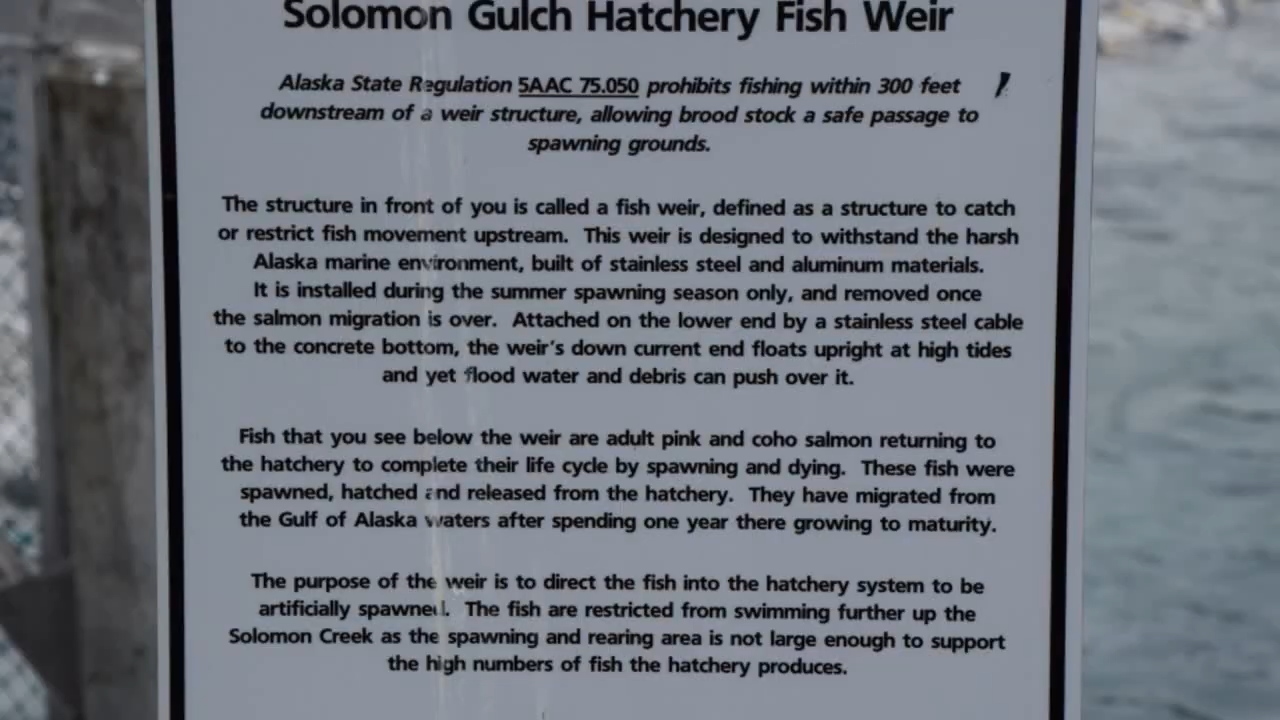 Solomon Gulch Hatchery Fish Weir
Alaska State Regulation 5AAC 75.050 prohibits fishing within 300 feet
downstream of a weir structure, allowing brood stock a safe passage to
spawning grounds.
The structure in front of you is called a fish weir, defined as a structure to catch
or restrict fish movement upstream. This weir is designed to withstand the harsh
Alaska marine environment, built of stainless steel and aluminum materials.
It is installed during the summer spawning season only, and removed once
the salmon migration is over. Attached on the lower end by a stainless steel cable
to the concrete bottom, the weir's down current end floats upright at high tides
and yet flood water and debris can push over it.
Fish that you see below the weir are adult pink and coho salmon returning to
the hatchery to complete their life cycle by spawning and dying. These fish were
spawned, hatched and released from the hatchery. They have migrated from
the Gulf of Alaska waters after spending one year there growing to maturity.
The purpose of the weir is to direct the fish into the hatchery system to be
artificially spawned. The fish are restricted from swimming further up the
Solomon Creek as the spawning and rearing area is not large enough to support
the high numbers of fish the hatchery produces.